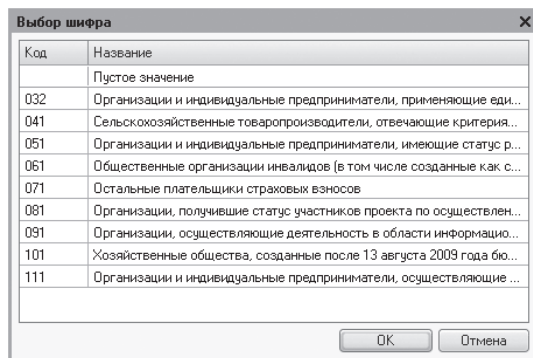 Выбор шифра
Код Название
Пустое значение
032 Организации и индивидуальные предприниматели, применяющие еди...
041 Сельскохозяйственные товаропроизводители, отвечающие критерия...
051 Организации и индивидуальные предприниматели, имеющие статус р...
061 Общественные организации инвалидов (в том числе созданные как с...
071 Остальные плательщики страховых взносов
081 Организации, получившие статус участников проекта по осуществлен...
091 Организации, осуществляющие деятельность в области информацио...
101 Хозяйственные общества, созданные после 13 августа 2009 года бю...
111 Организации и индивидуальные предприниматели, осуществляющие ...
OK Отмена